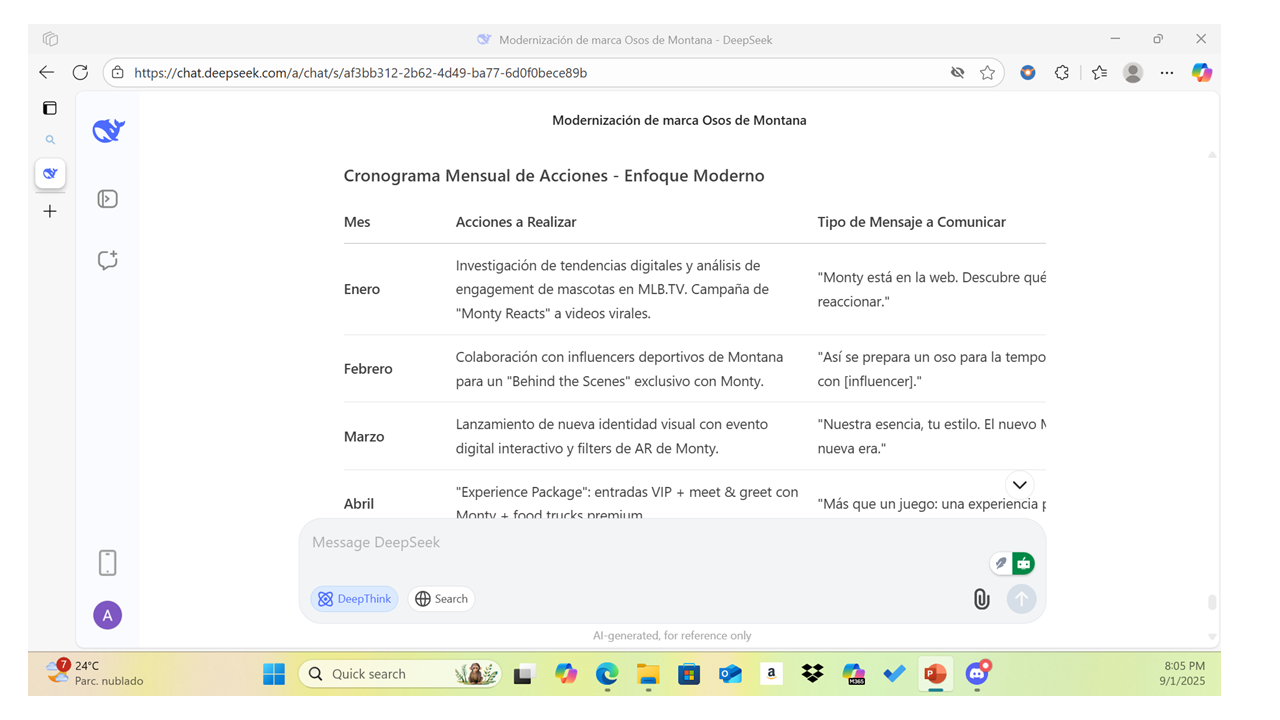 Modernización de marca Osos de Montana - DeepSeek
https://chat.deepseek.com/a/chat/s/af3bb312-2b62-4d49-ba77-6d0f0bece89b
Modernización de marca Osos de Montana
Cronograma Mensual de Acciones - Enfoque Moderno
Mes Acciones a Realizar Tipo de Mensaje a Comunicar
Enero
Investigación de tendencias digitales y análisis de
engagement de mascotas en MLB.TV. Campaña de
"Monty Reacts" a videos virales.
"Monty está en la web. Descubre qué
reaccionar."
Febrero
Colaboración con influencers deportivos de Montana
para un "Behind the Scenes" exclusivo con Monty.
"Así se prepara un oso para la tempo
con [influencer]."
Marzo
Lanzamiento de nueva identidad visual con evento
digital interactivo y filters de AR de Monty.
"Nuestra esencia, tu estilo. El nuevo
nueva era."
Abril
"Experience Package": entradas VIP + meet & greet con
Monty + food trucks premium
"Más que un juego: una experiencia
Message DeepSeek
DeepThink
Search
A
AI-generated, for reference only
7
24°C
Parc. nublado
Quick search
a
M365
8:05 PM
9/1/2025